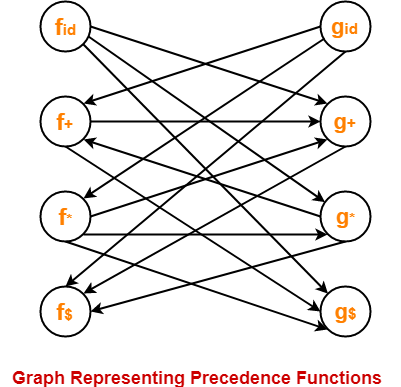 fid gid
f+ g+
f* g*
f$ g$
Graph Representing Precedence Functions